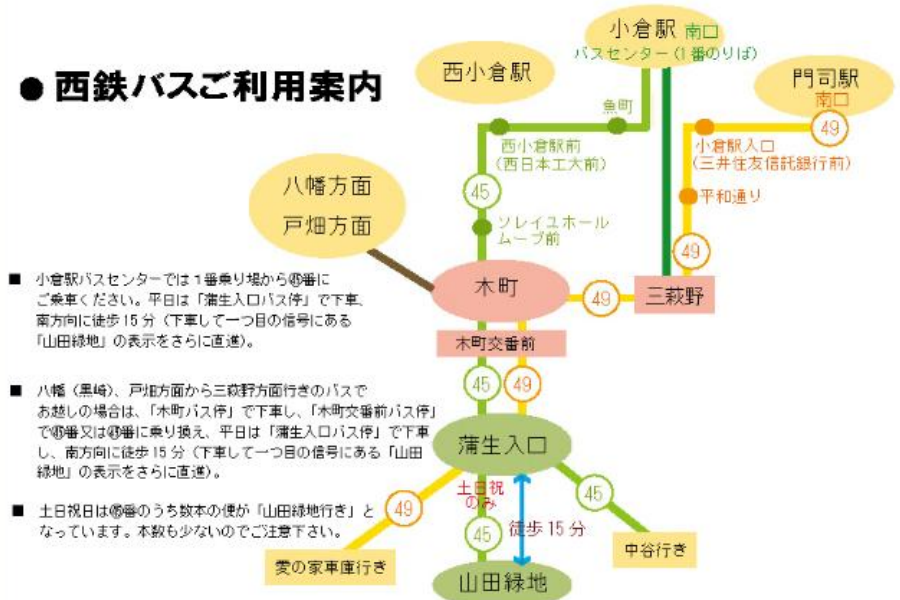 ● 西鉄バスご利用案内
西小倉駅
小倉駅 南口
バスセンター(1番のりば)
門司駅
南口
49
魚町
西小倉駅前
(西日本工大前)
小倉駅入口
(三井住友信託銀行前)
45
平和通り
八幡方面
戸畑方面
ソレイユホール
ムーブ前
49
木町
49
三萩野
木町交番前
45
49
蒲生入口
49
土日祝
のみ
45
45
徒歩15分
愛の家車庫行き
中谷行き
山田緑地
■ 小倉駅バスセンターでは1番乗り場から㊺番に
ご乗車ください。平日は「蒲生入口バス停」で下車、
南方向に徒歩15分(下車して一つ目の信号にある
「山田緑地」の表示をさらに直進)。
■ 八幡(黒崎)、戸畑方面から三萩野方面行きのバスで
お越しの場合は、「木町バス停」で下車し、「木町交番前バス停」
で㊺番又は㊾番に乗り換え、平日は「蒲生入口バス停」で下車
し、南方向に徒歩15分(下車して一つ目の信号にある「山田
緑地」の表示をさらに直進)。
■ 土日祝日は㊺番のうち数本の便が「山田緑地行き」と
なっています。本数も少ないのでご注意下さい。